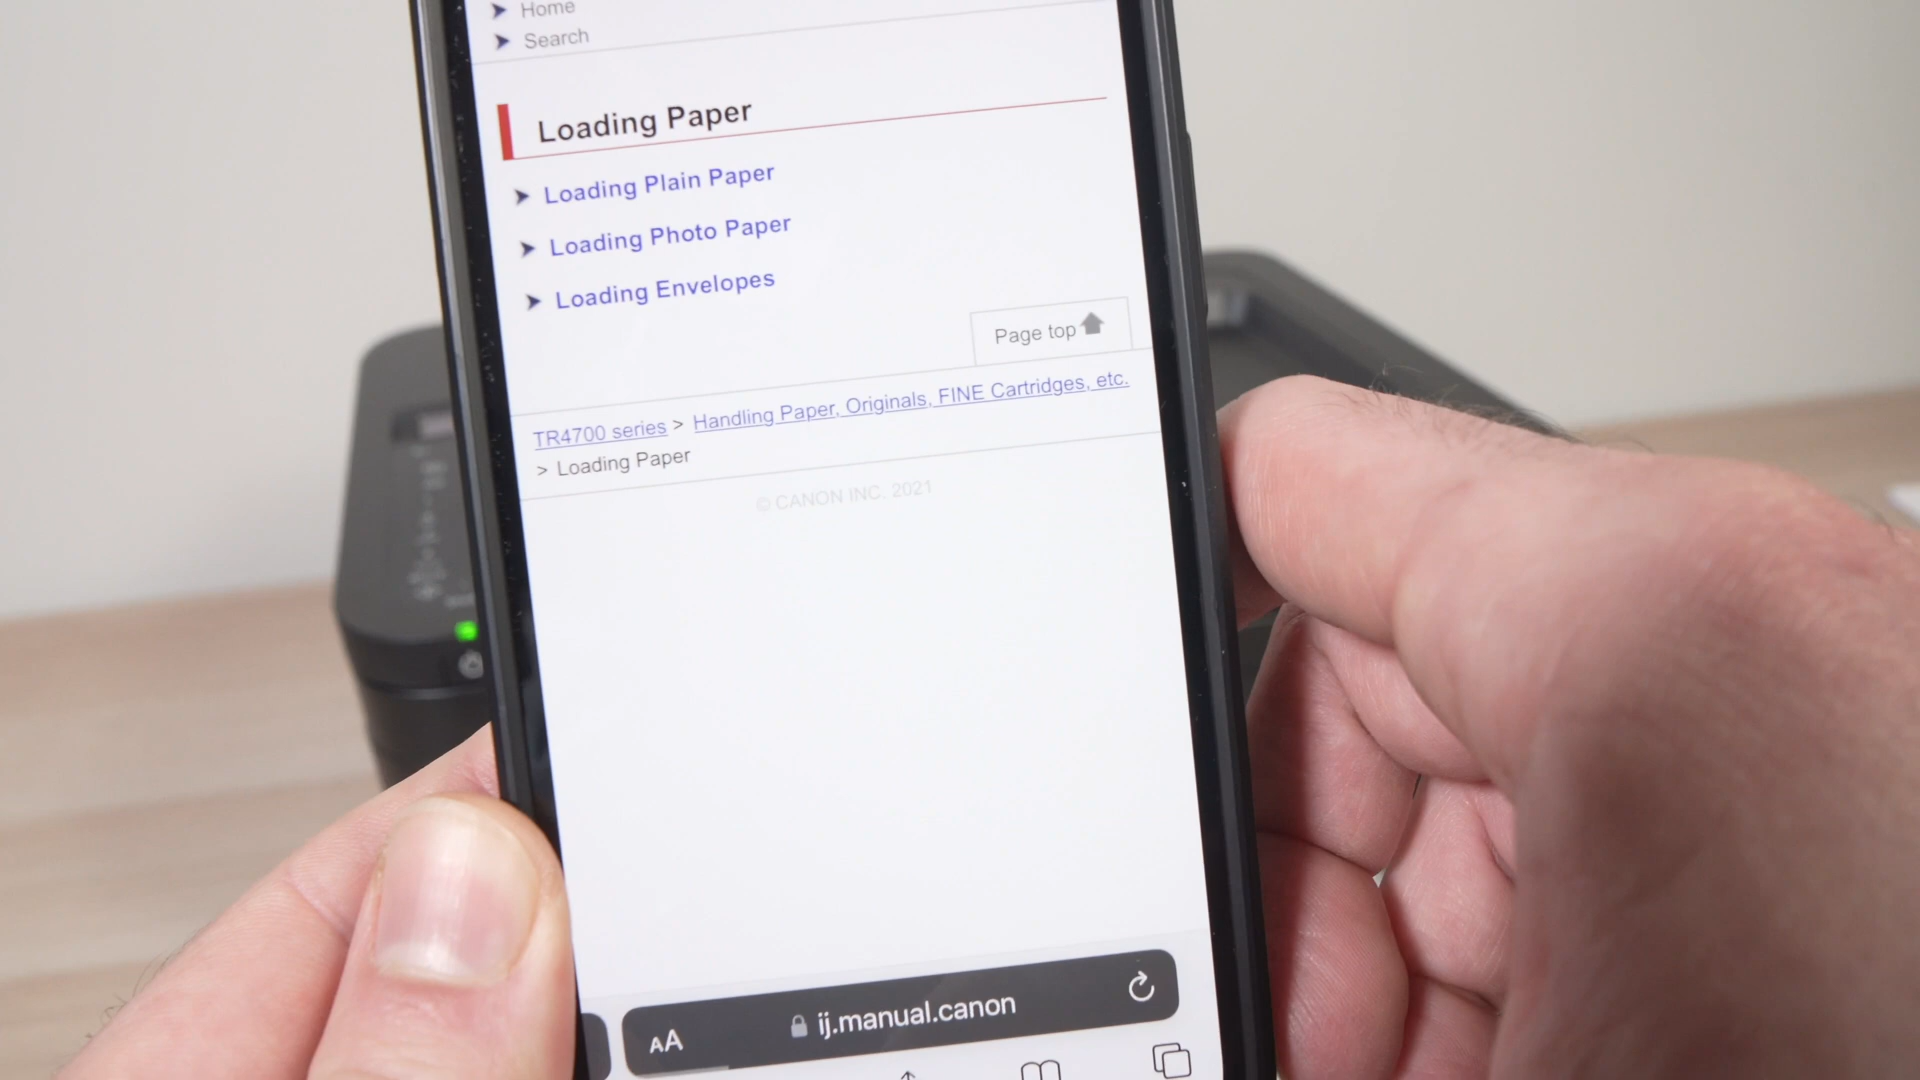 Home
Search
Loading Paper
Loading Plain Paper
Loading Photo Paper
Loading Envelopes
Page top
TR4700 series > Handling Paper, Originals, FINE Cartridges, etc.
> Loading Paper
© CANON INC. 2021
AA ij.manual.canon